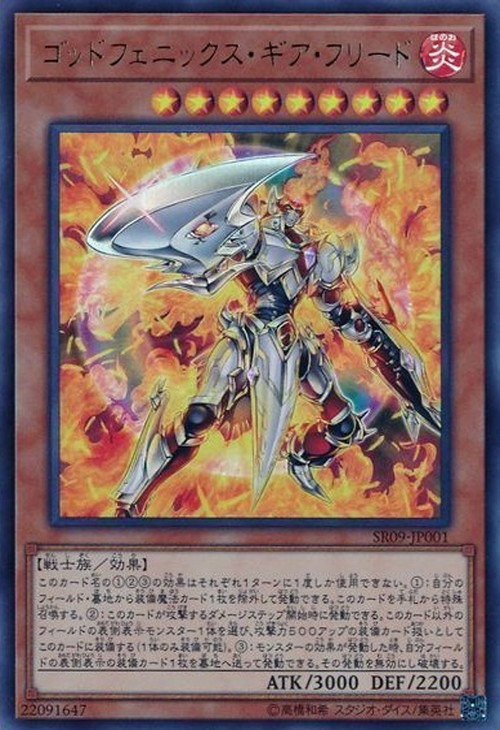 ゴッドフェニックス・ギア・フリード
炎
ほのお
SR09-JP001
【戦士族／効果】
このカード名の①②③の効果はそれぞれ1ターンに1度しか使用できない。①：自分の
フィールド・墓地から装備魔法カード1枚を除外して発動できる。このカードを手札から特殊
召喚する。②：このカードが攻撃するダメージステップ開始時に発動できる。このカード以外の
フィールドの表側表示モンスター1体を選び、攻撃力500アップの装備カード扱いとして
このカードに装備する（1体のみ装備可能）。③：モンスターの効果が発動した時、自分フィール
ドの表側表示の装備カード1枚を墓地へ送って発動できる。その発動を無効にし破壊する。
ATK/3000 DEF/2200
22091647
©高橋和希 スタジオ・ダイス/集英社